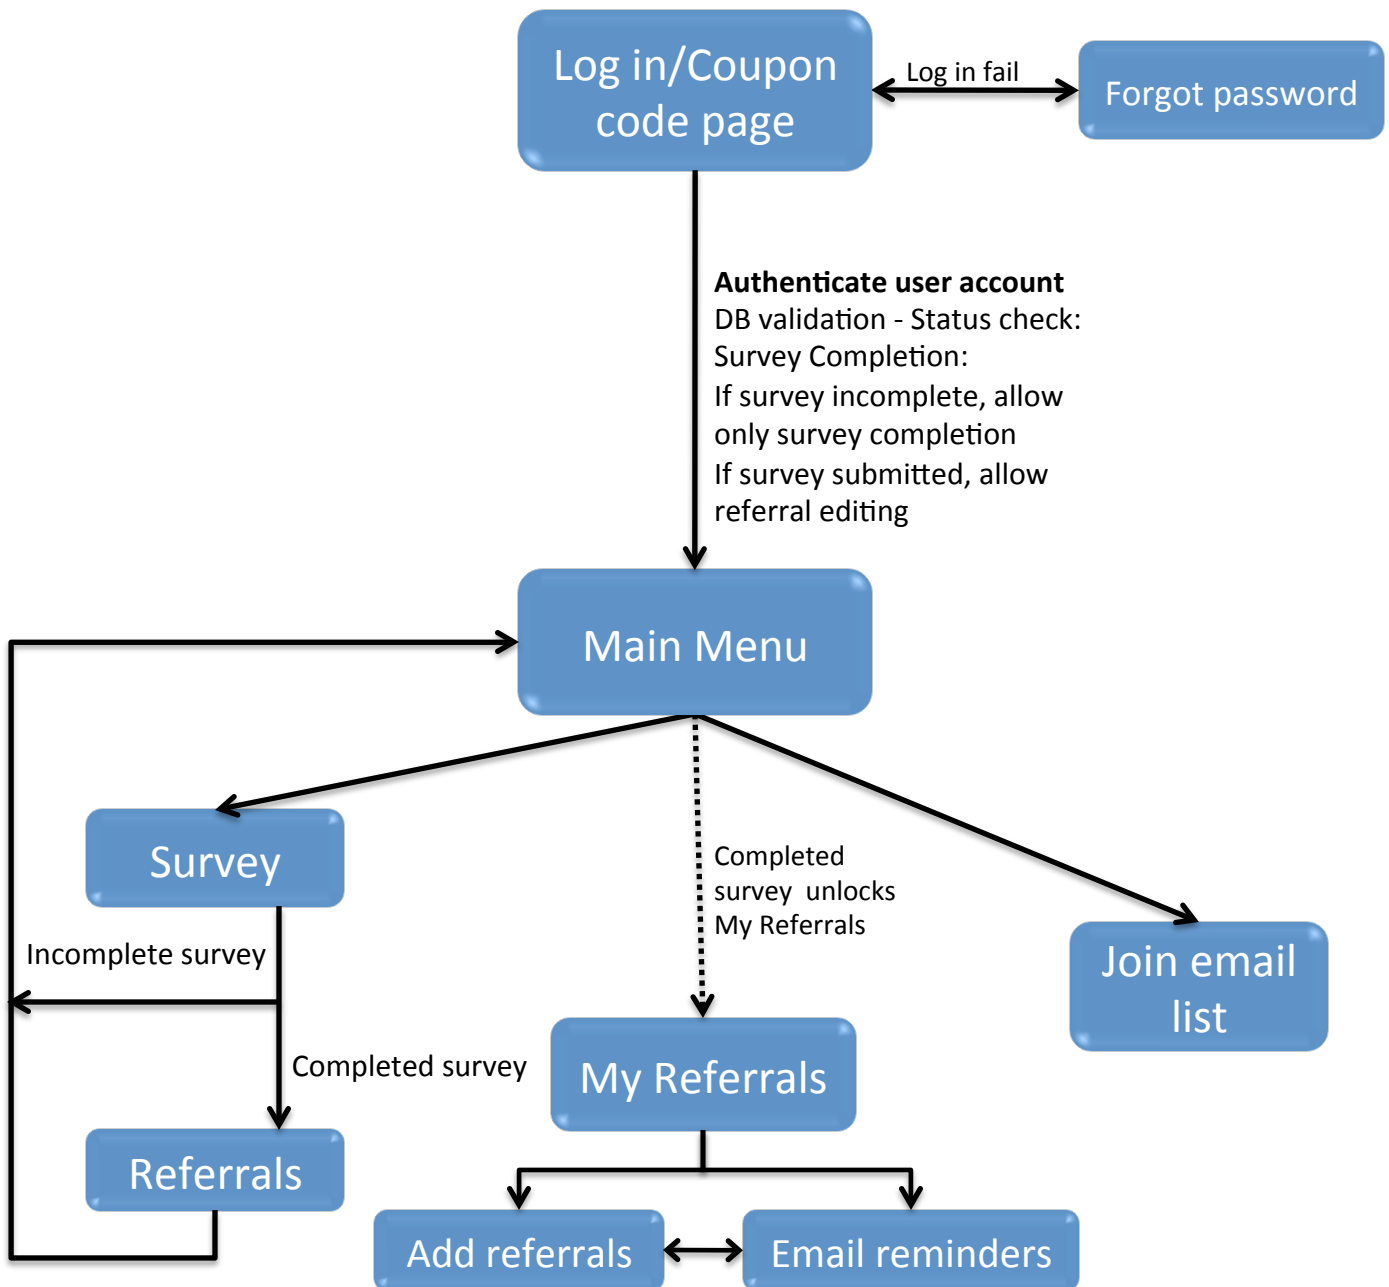 Log in/Coupon
code page
Log in fail
Forgot password
Authenticate user account
DB validation - Status check:
Survey Completion:
If survey incomplete, allow
only survey completion
If survey submitted, allow
referral editing
Main Menu
Survey
Completed
survey unlocks
My Referrals
Incomplete survey
Join email
list
Completed survey
My Referrals
Referrals
Add referrals
Email reminders